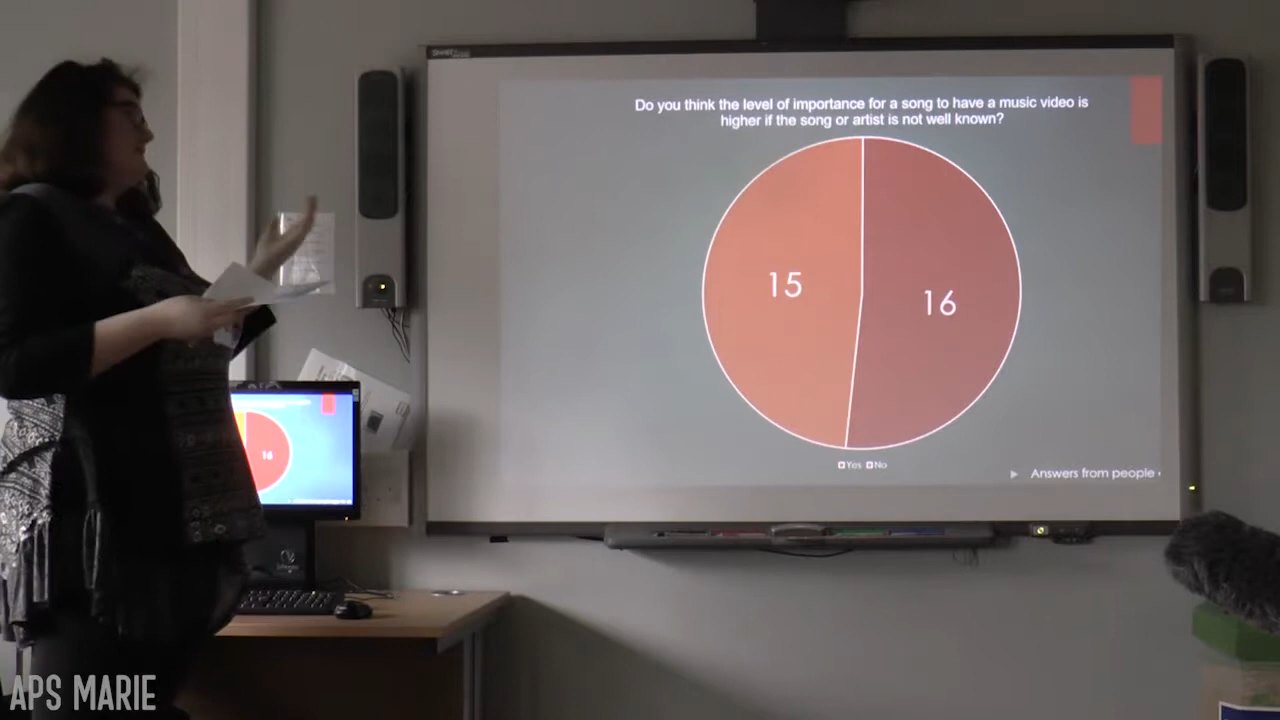 Do you think the level of importance for a song to have a music video is
higher if the song or artist is not well known?
15
16
Yes No
Answers from people
16
APS MARIE